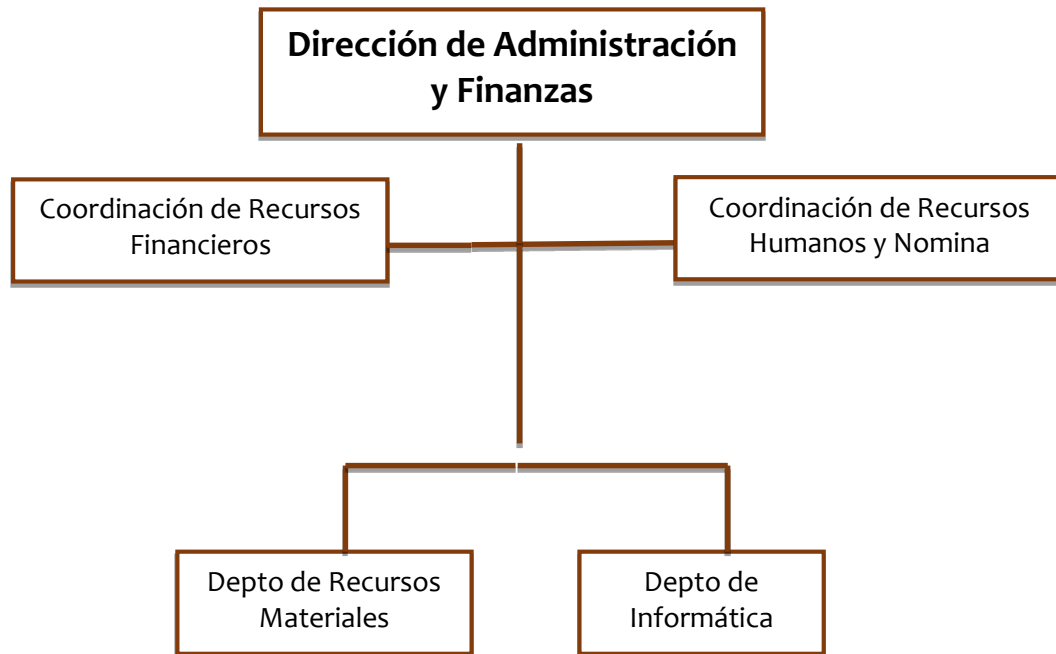 Dirección de Administración
y Finanzas
Coordinación de Recursos
Financieros
Coordinación de Recursos
Humanos y Nomina
Depto de Recursos
Materiales
Depto de
Informática